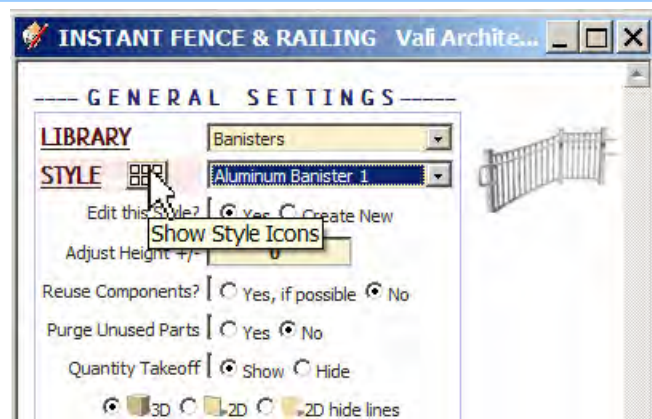 INSTANT FENCE & RAILING Vali Archite...
---- GENERAL SETTINGS-----
LIBRARY Banisters
STYLE Aluminum Banister 1
Edit this Style? Yes Create New
Show Style Icons
Adjust Height +/- 0
Reuse Components? Yes, if possible No
Purge Unused Parts Yes No
Quantity Takeoff Show Hide
3D 2D 2D hide lines